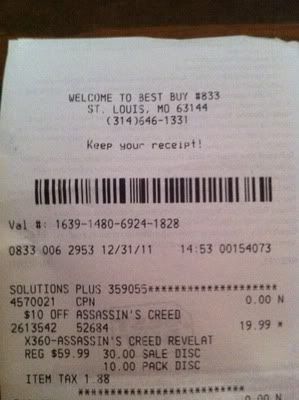 WELCOME TO BEST BUY #833
ST. LOUIS, MO 63144
(314)646-1331
Keep your receipt!
Val #: 1639-1480-6924-1828
0833 006 2953 12/31/11 14:53 00154073
SOLUTIONS PLUS 359055******************
4570021 CPN 0.00 N
$10 OFF ASSASSIN'S CREED
2613542 52684 19.99 *
X360-ASSASSIN'S CREED REVELAT
REG $59.99 30.00 SALE DISC
10.00 PACK DISC
ITEM TAX 1.88
0.00 N